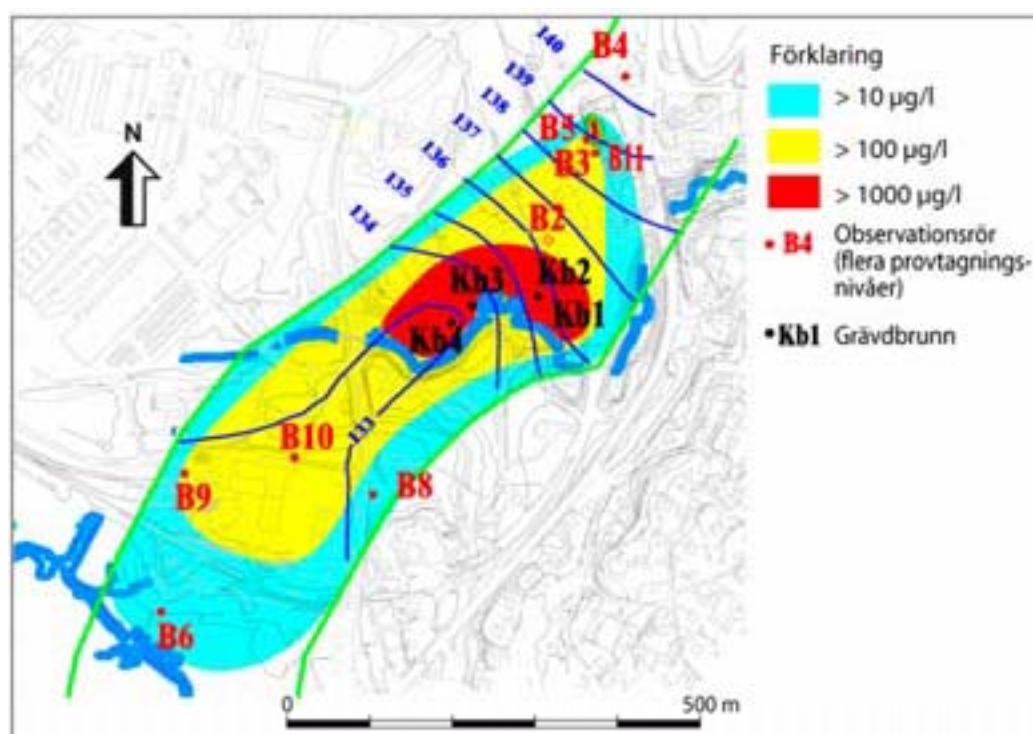 140
B4
139
138
137
136
135
134
B5
B3
B11
B2
Kb3
Kb2
Kb4
Kb1
133
B10
B9
B8
B6
N
0
500 m
Förklaring
> 10 µg/l
> 100 µg/l
> 1000 µg/l
B4 Observationsrör
(flera provtagnings-
nivåer)
Kb1 Grävdbrunn